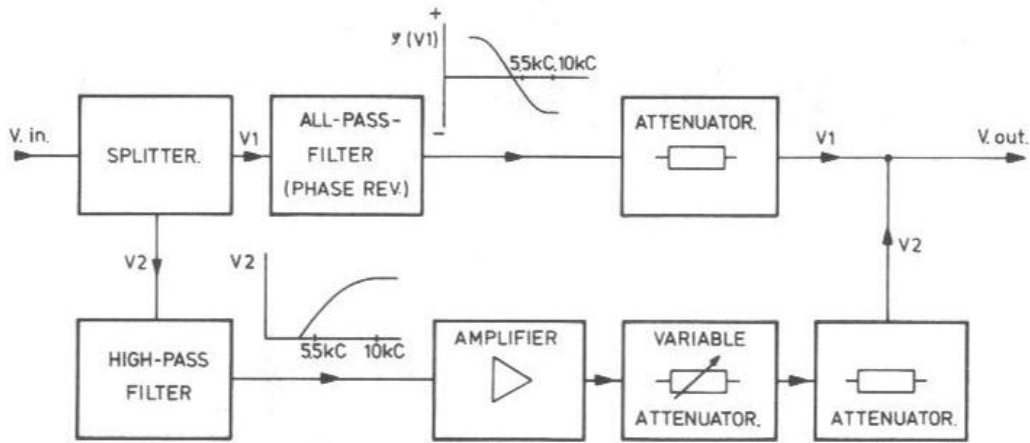 +
𝜑 (V1)
5,5kC, 10kC
−
V. in.
SPLITTER.
V1
ALL-PASS-
FILTER
(PHASE REV.)
ATTENUATOR.
V1
V. out.
V2
V2
V2
5,5kC
10kC
HIGH-PASS
FILTER
AMPLIFIER
VARIABLE
ATTENUATOR.
ATTENUATOR.